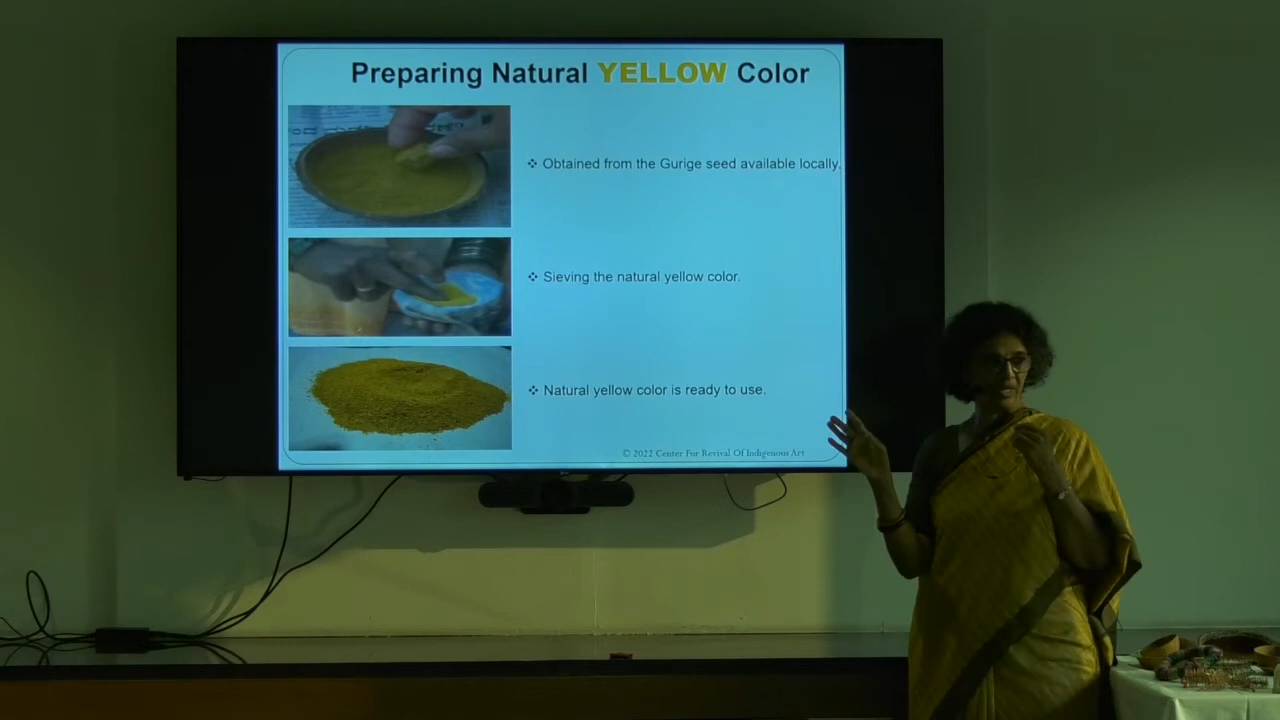 Preparing Natural YELLOW Color
❖ Obtained from the Gurige seed available locally.
❖ Sieving the natural yellow color.
❖ Natural yellow color is ready to use.
© 2022 Center For Revival Of Indigenous Art